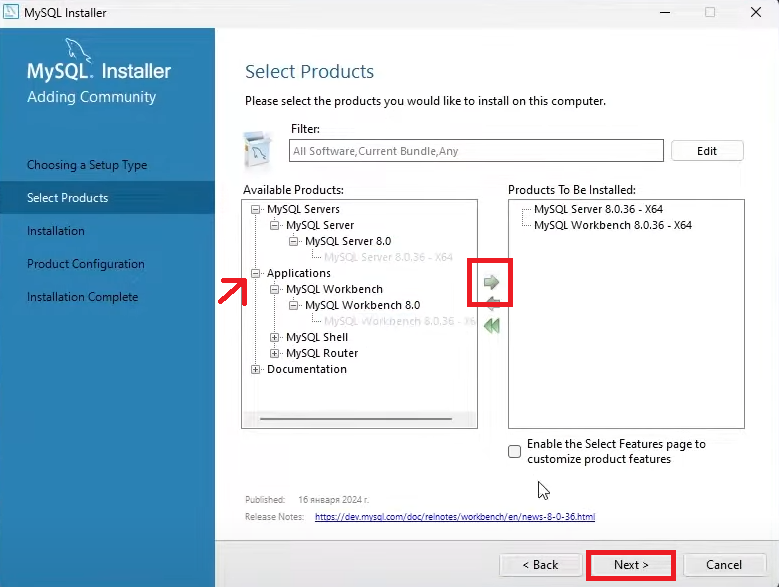 MySQL Installer
MySQL Installer
Adding Community
Choosing a Setup Type
Select Products
Installation
Product Configuration
Installation Complete
Select Products
Please select the products you would like to install on this computer.
Filter:
All Software,Current Bundle,Any
Edit
Available Products:
MySQL Servers
MySQL Server
MySQL Server 8.0
MySQL Server 8.0.36 - X64
Applications
MySQL Workbench
MySQL Workbench 8.0
MySQL Workbench 8.0.36 - X6
MySQL Shell
MySQL Router
Documentation
Products To Be Installed:
MySQL Server 8.0.36 - X64
MySQL Workbench 8.0.36 - X64
Enable the Select Features page to
customize product features
Published: 16 января 2024 г.
Release Notes: https://dev.mysql.com/doc/relnotes/workbench/en/news-8-0-36.html
< Back
Next >
Cancel